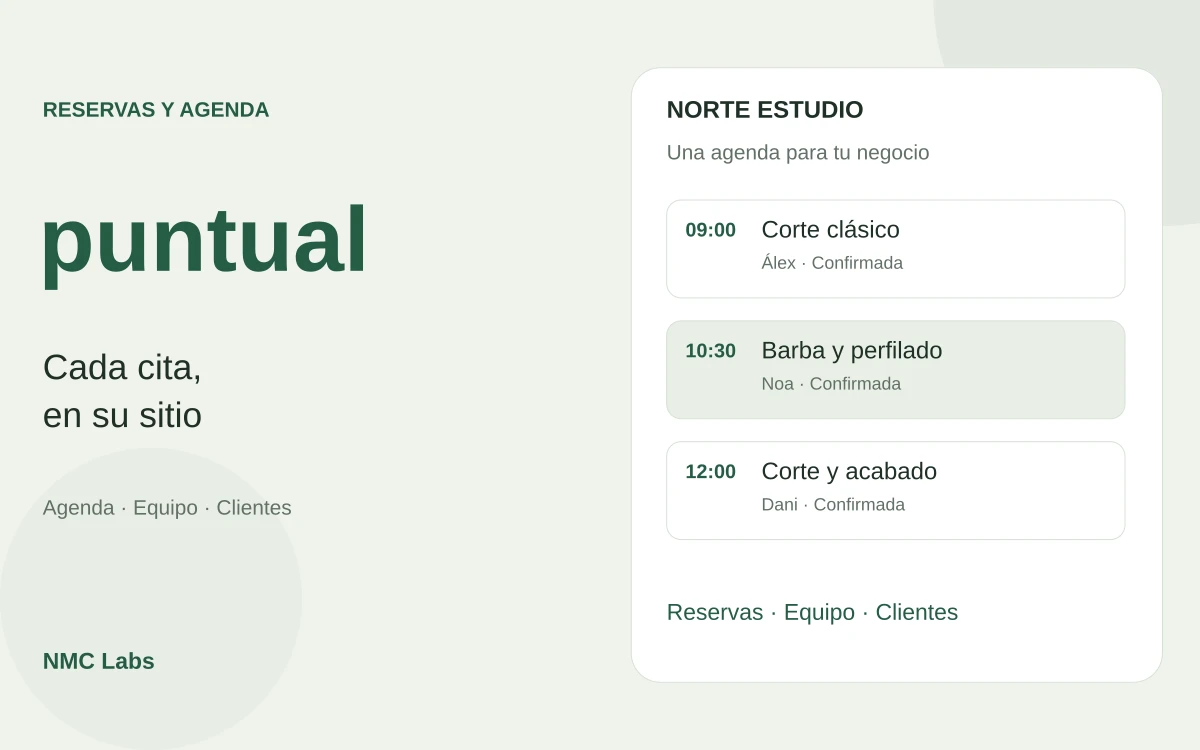 RESERVAS Y AGENDA
puntual
Cada cita,
en su sitio
Agenda · Equipo · Clientes
NMC Labs
NORTE ESTUDIO
Una agenda para tu negocio
09:00 Corte clásico
Álex · Confirmada
10:30 Barba y perfilado
Noa · Confirmada
12:00 Corte y acabado
Dani · Confirmada
Reservas · Equipo · Clientes